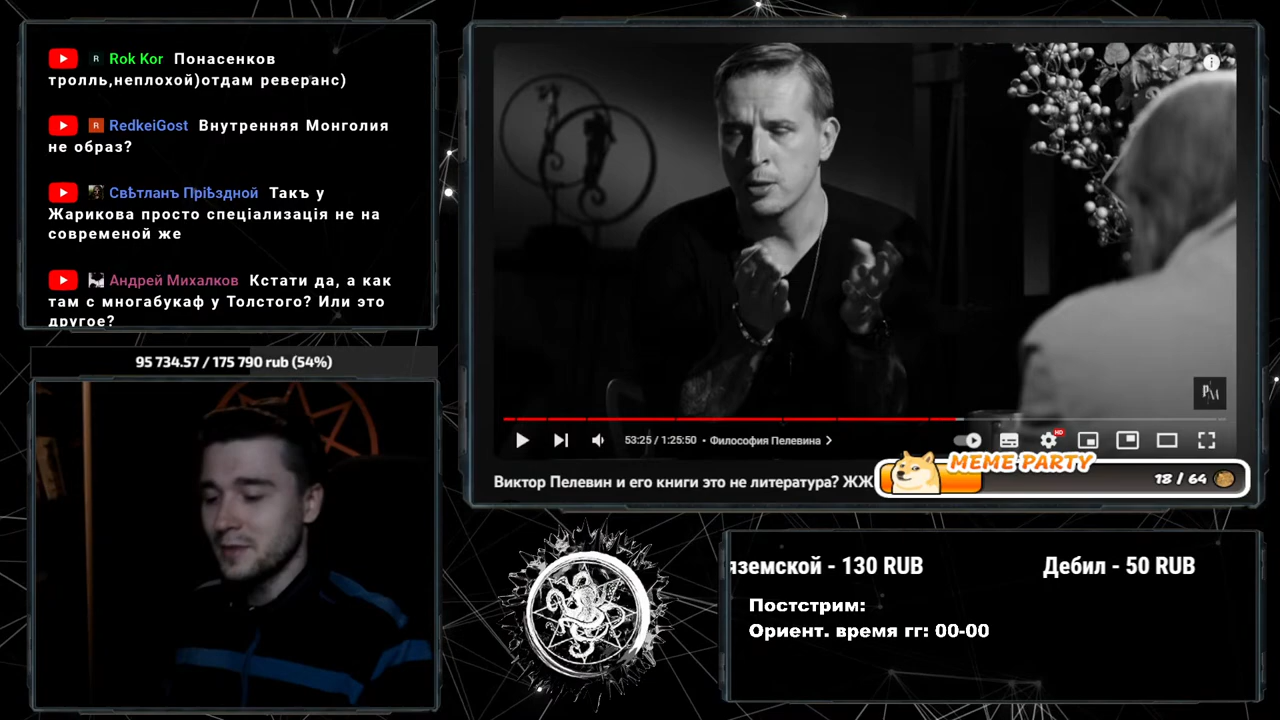 Rok Kor Понасенков
тролль,неплохой)отдам реверанс)
RedkeiGost Внутренняя Монголия
не образ?
Свѣтланъ Пріѣздной Такъ у
Жарикова просто спеціализація не на
современой же
Андрей Михалков Кстати да, а как
там с многабукаф у Толстого? Или это
другое?
95 734.57 / 175 790 rub (54%)
53:25 / 1:25:50 • Философия Пелевина
HD
Виктор Пелевин и его книги это не литература? ЖЖ
MEME PARTY
18 / 64
яземской - 130 RUB Дебил - 50 RUB
Постстрим:
Ориент. время гг: 00-00